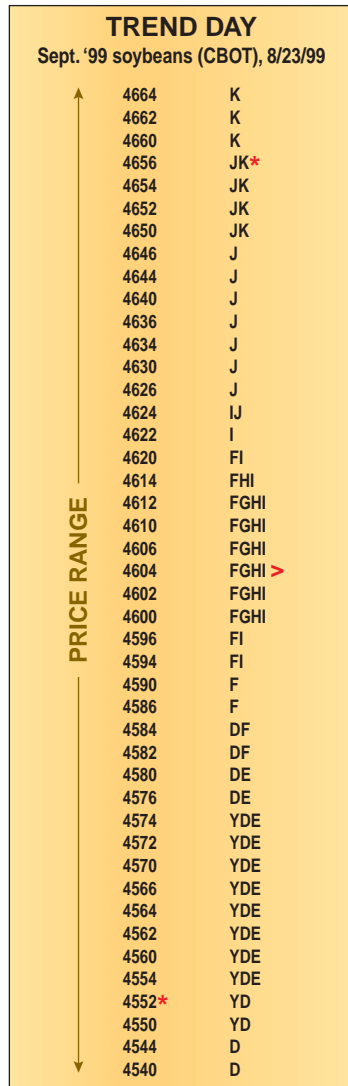 TREND DAY
Sept. ‘99 soybeans (CBOT), 8/23/99
PRICE RANGE
4664 K
4662 K
4660 K
4656 JK*
4654 JK
4652 JK
4650 JK
4646 J
4644 J
4640 J
4636 J
4634 J
4630 J
4626 J
4624 IJ
4622 I
4620 FI
4614 FHI
4612 FGHI
4610 FGHI
4606 FGHI
4604 FGHI >
4602 FGHI
4600 FGHI
4596 FI
4594 FI
4590 F
4586 F
4584 DF
4582 DF
4580 DE
4576 DE
4574 YDE
4572 YDE
4570 YDE
4566 YDE
4564 YDE
4562 YDE
4560 YDE
4554 YDE
4552* YD
4550 YD
4544 D
4540 D